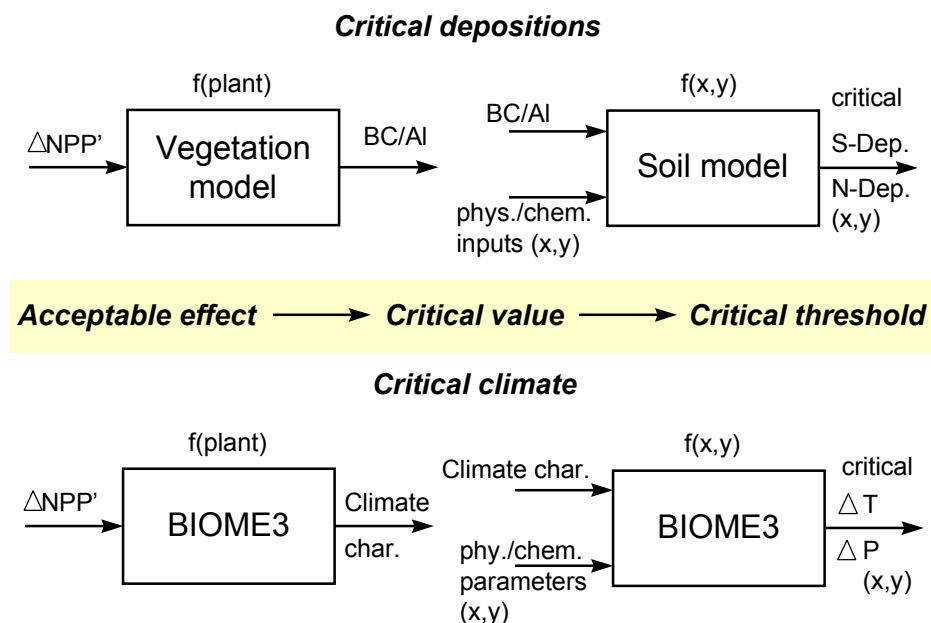 Critical depositions
f(plant)
f(x,y)
critical
△NPP'
Vegetation
model
BC/Al
BC/Al
Soil model
S-Dep.
N-Dep.
(x,y)
phys./chem.
inputs (x,y)
Acceptable effect
Critical value
Critical threshold
Critical climate
f(plant)
f(x,y)
critical
△NPP'
BIOME3
Climate
char.
Climate char.
BIOME3
△ T
△ P
(x,y)
phy./chem.
parameters
(x,y)